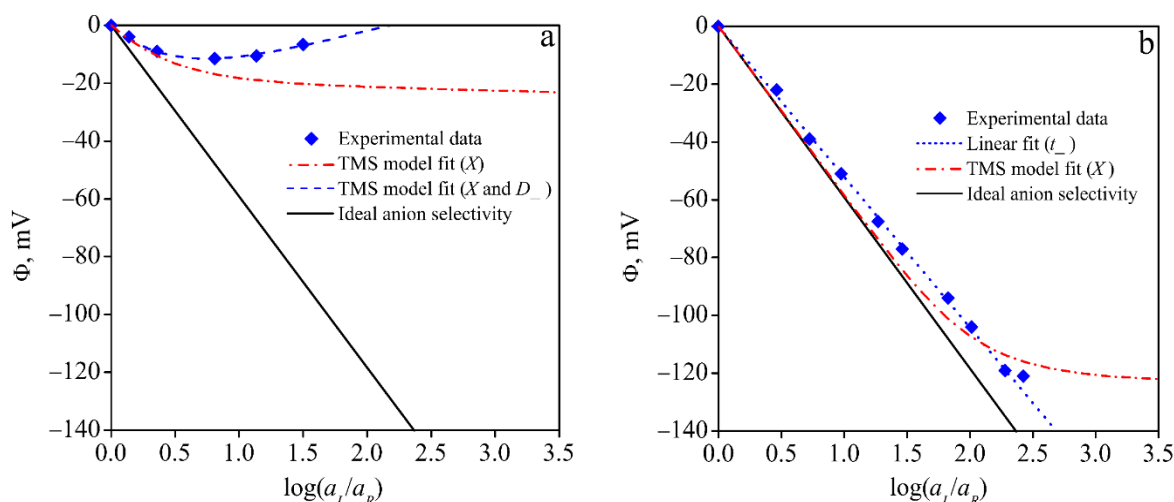 a
0
−20
−40
−60
−80
−100
−120
−140
Φ, mV
Experimental data
TMS model fit (X)
TMS model fit (X and D_)
Ideal anion selectivity
0.0 0.5 1.0 1.5 2.0 2.5 3.0 3.5
log(a_L/a_R)
b
0
−20
−40
−60
−80
−100
−120
−140
Φ, mV
Experimental data
Linear fit (t_)
TMS model fit (X)
Ideal anion selectivity
0.0 0.5 1.0 1.5 2.0 2.5 3.0 3.5
log(a_L/a_R)